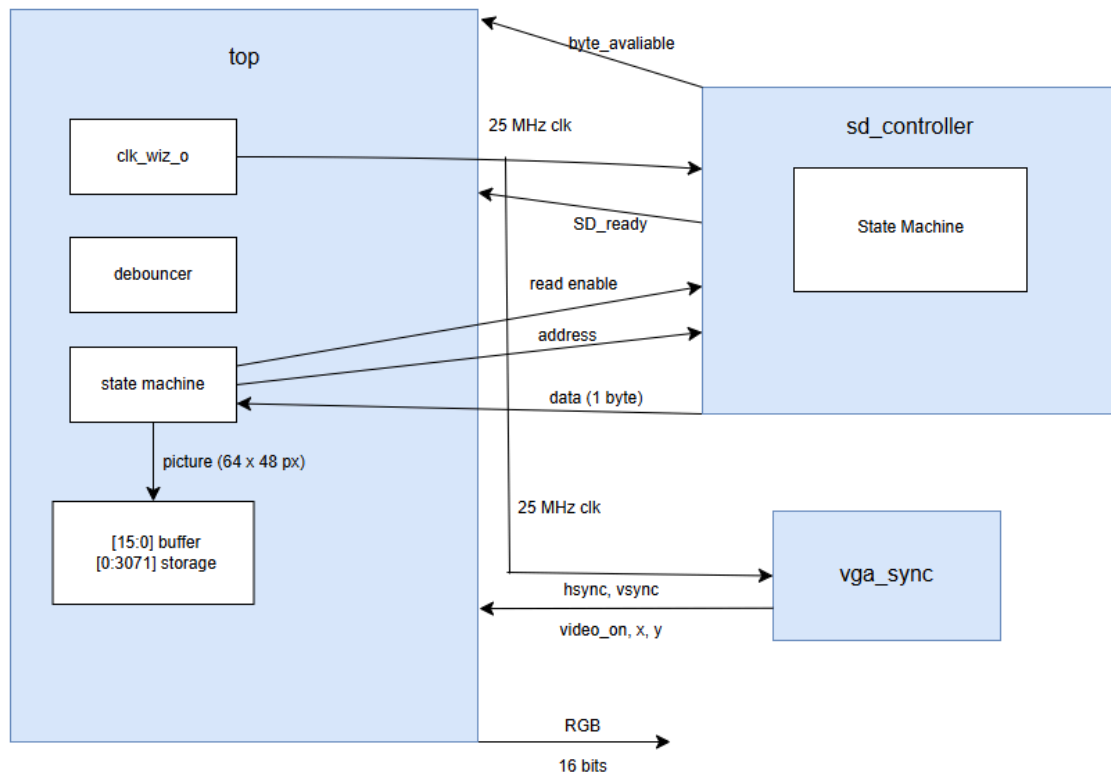 top
byte_avaliable
sd_controller
clk_wiz_o
25 MHz clk
SD_ready
State Machine
debouncer
read enable
address
state machine
data (1 byte)
picture (64 x 48 px)
[15:0] buffer
[0:3071] storage
25 MHz clk
vga_sync
hsync, vsync
video_on, x, y
RGB
16 bits